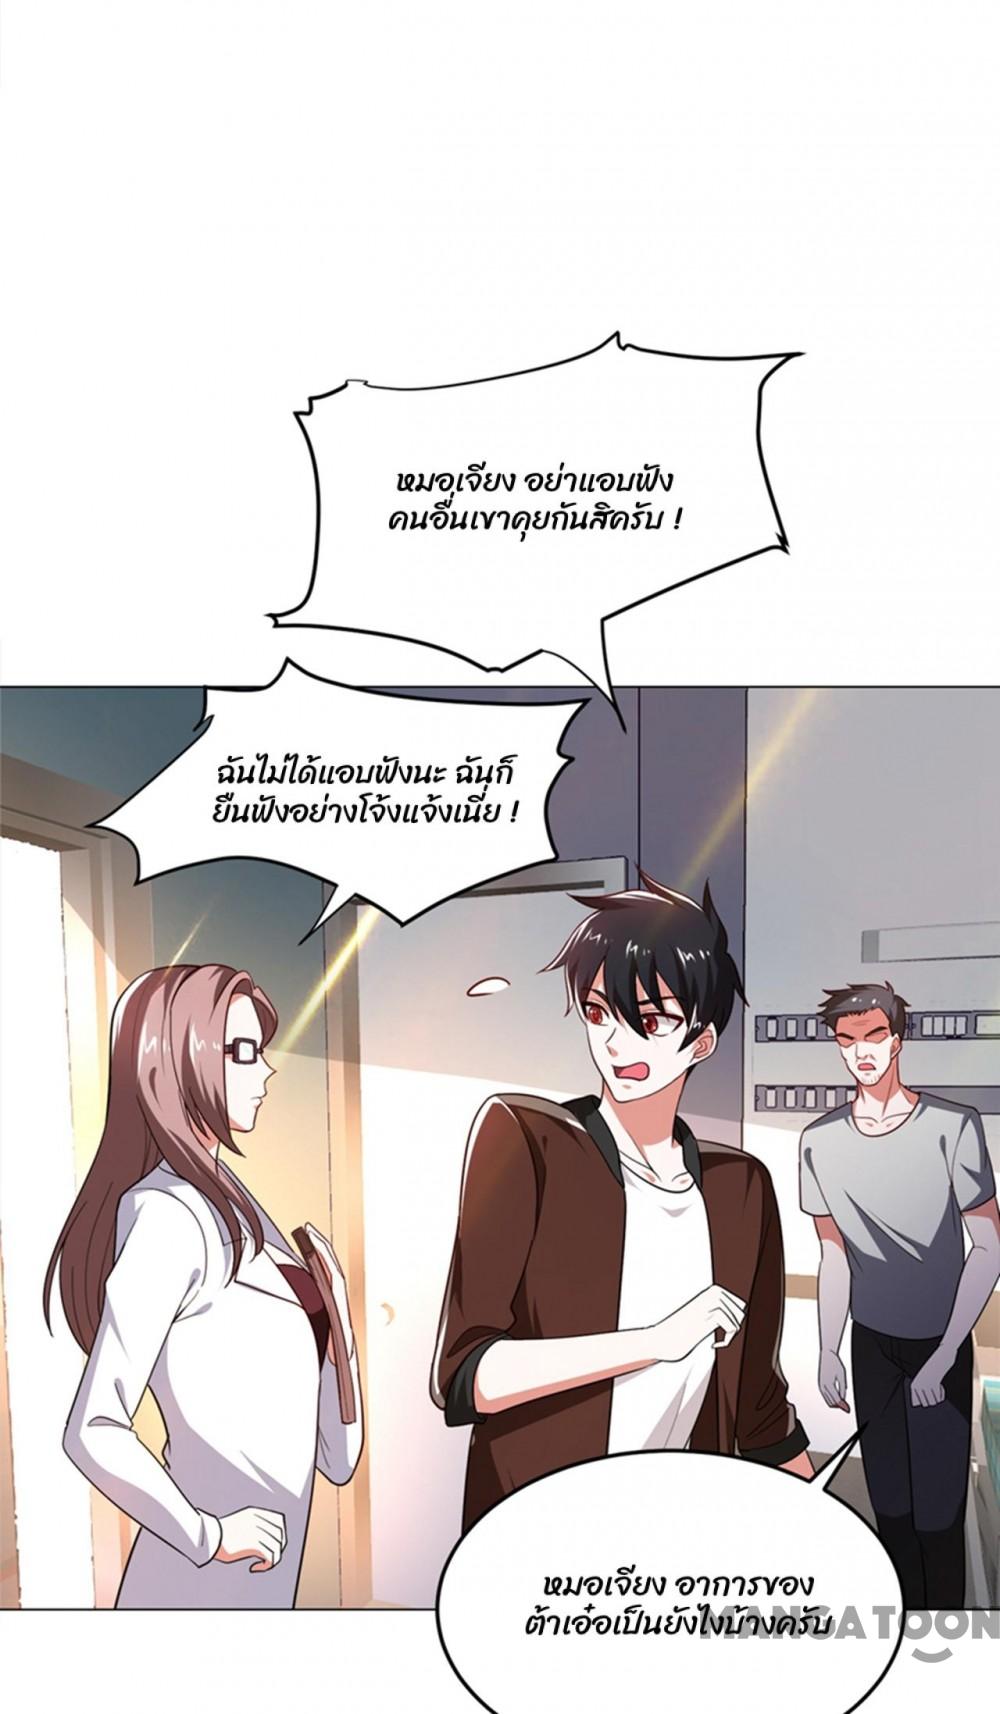 หมอเจียง อย่าแอบฟัง
คนอื่นเขาคุยกันสิครับ !
ฉันไม่ได้แอบฟังนะ ฉันก็
ยืนฟังอย่างโจ้งแจ้งเนี่ย !
หมอเจียง อาการของ
ต้าเอ๋อเป็นยังไงบ้างครับ
MANGATOON